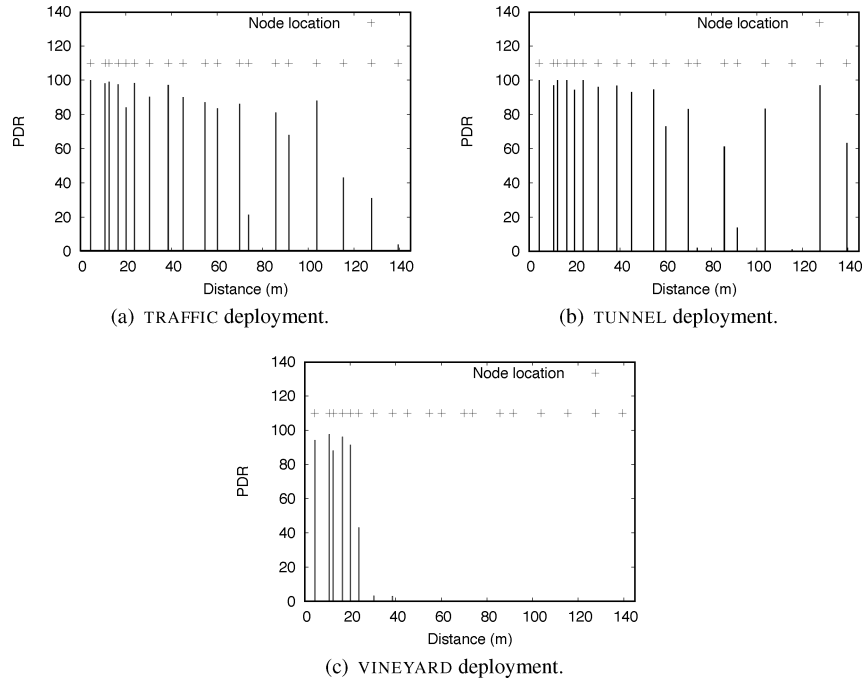 140
120
100
80
60
40
20
0
PDR
Node location
0 20 40 60 80 100 120 140
Distance (m)
(a) TRAFFIC deployment.
140
120
100
80
60
40
20
0
PDR
Node location
0 20 40 60 80 100 120 140
Distance (m)
(b) TUNNEL deployment.
140
120
100
80
60
40
20
0
PDR
Node location
0 20 40 60 80 100 120 140
Distance (m)
(c) VINEYARD deployment.